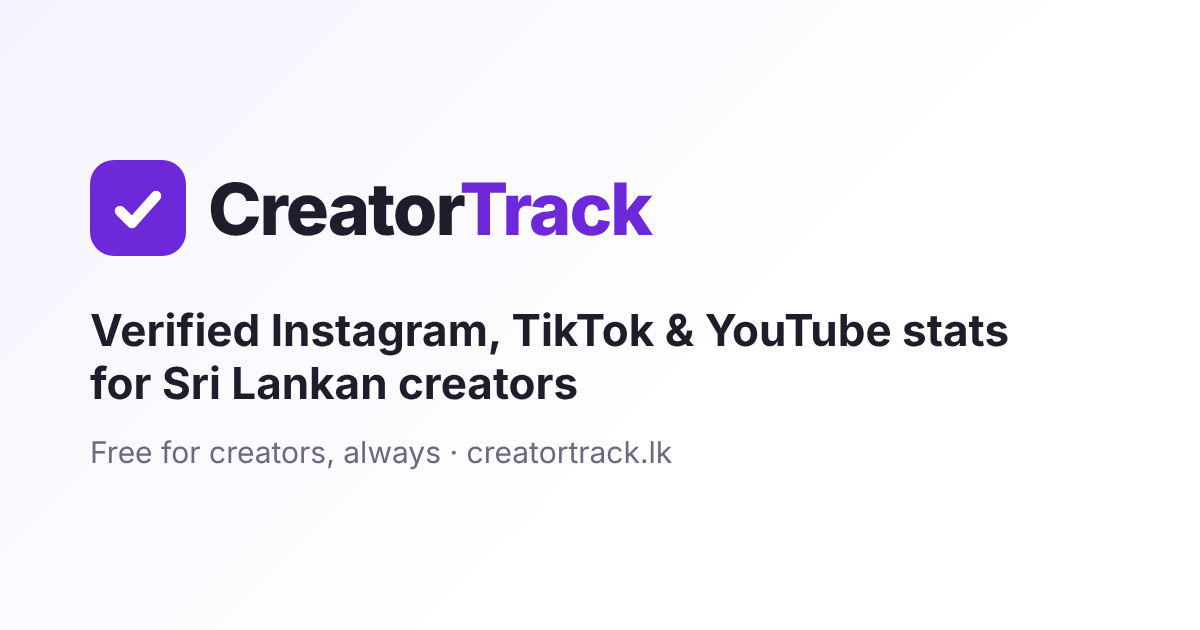 CreatorTrack
Verified Instagram, TikTok & YouTube stats
for Sri Lankan creators
Free for creators, always · creatortrack.lk